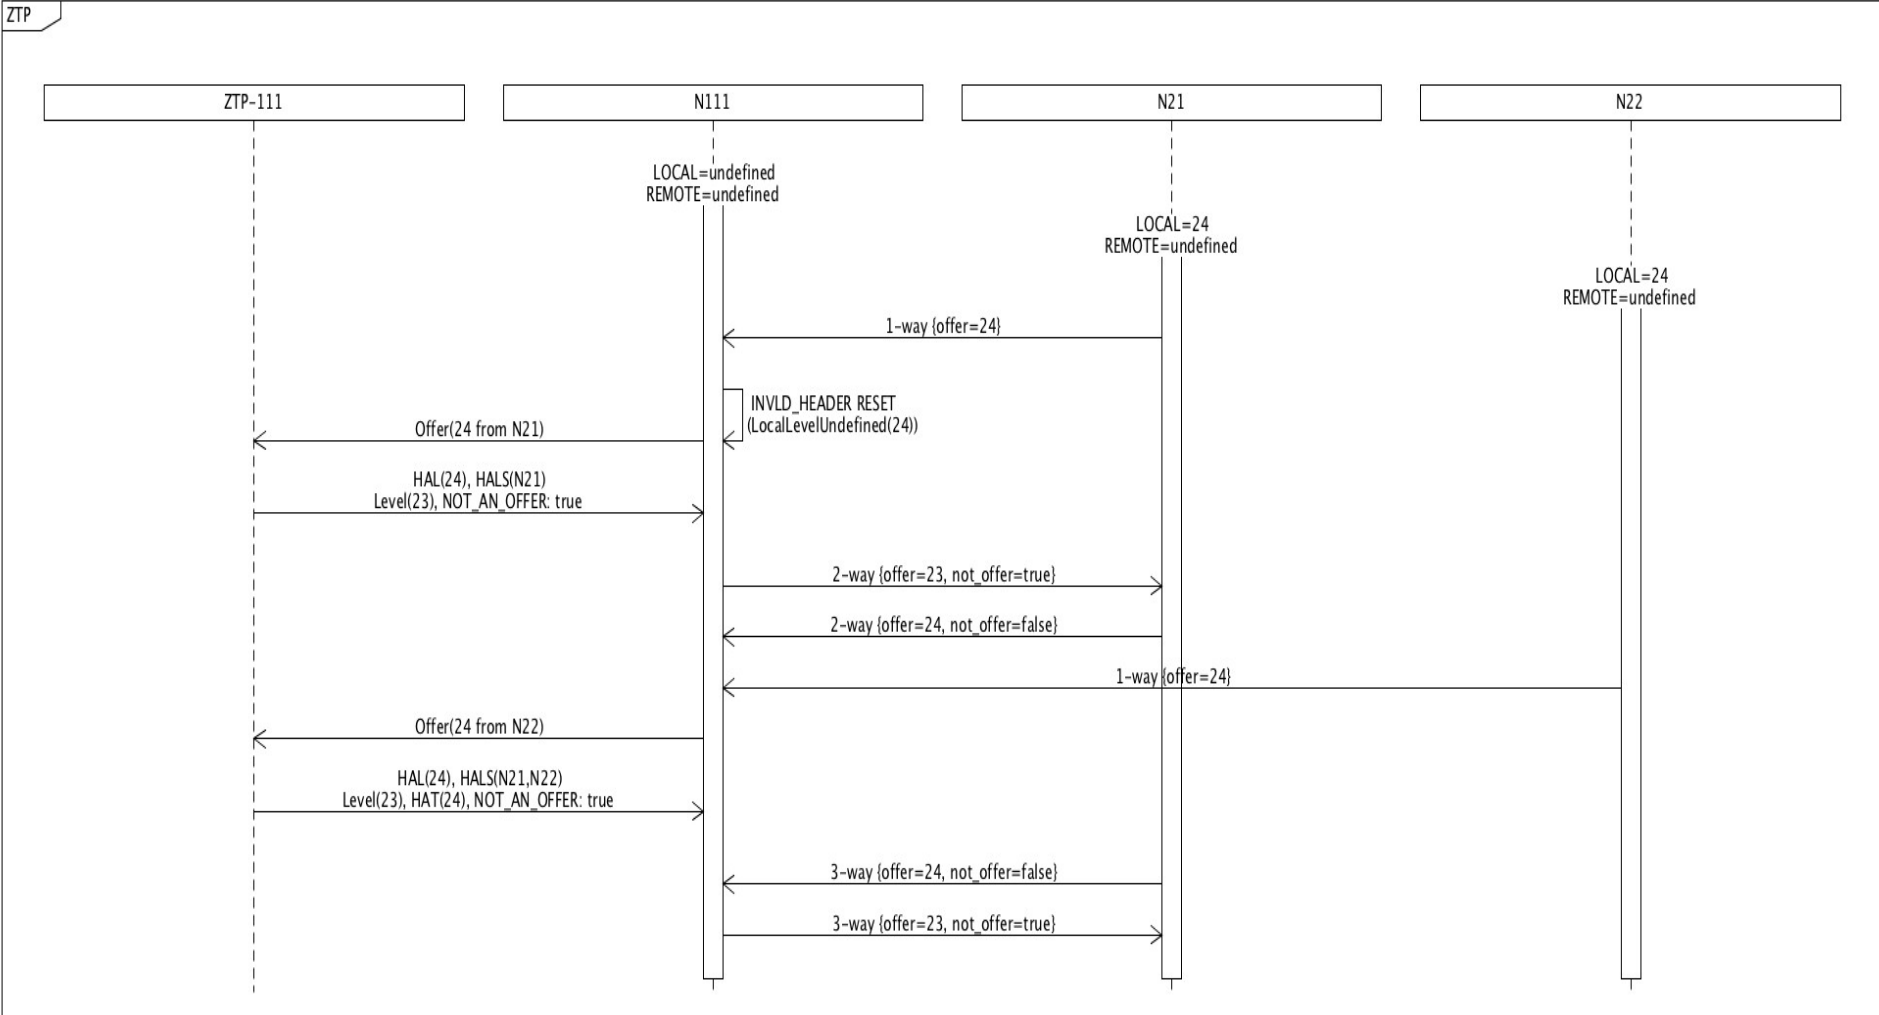 ZTP
ZTP-111
N111
N21
N22
LOCAL=undefined
REMOTE=undefined
LOCAL=24
REMOTE=undefined
LOCAL=24
REMOTE=undefined
1-way {offer=24}
INVLD_HEADER RESET
(LocalLevelUndefined(24))
Offer(24 from N21)
HAL(24), HALS(N21)
Level(23), NOT_AN_OFFER: true
2-way {offer=23, not_offer=true}
2-way {offer=24, not_offer=false}
1-way {offer=24}
Offer(24 from N22)
HAL(24), HALS(N21,N22)
Level(23), HAT(24), NOT_AN_OFFER: true
3-way {offer=24, not_offer=false}
3-way {offer=23, not_offer=true}